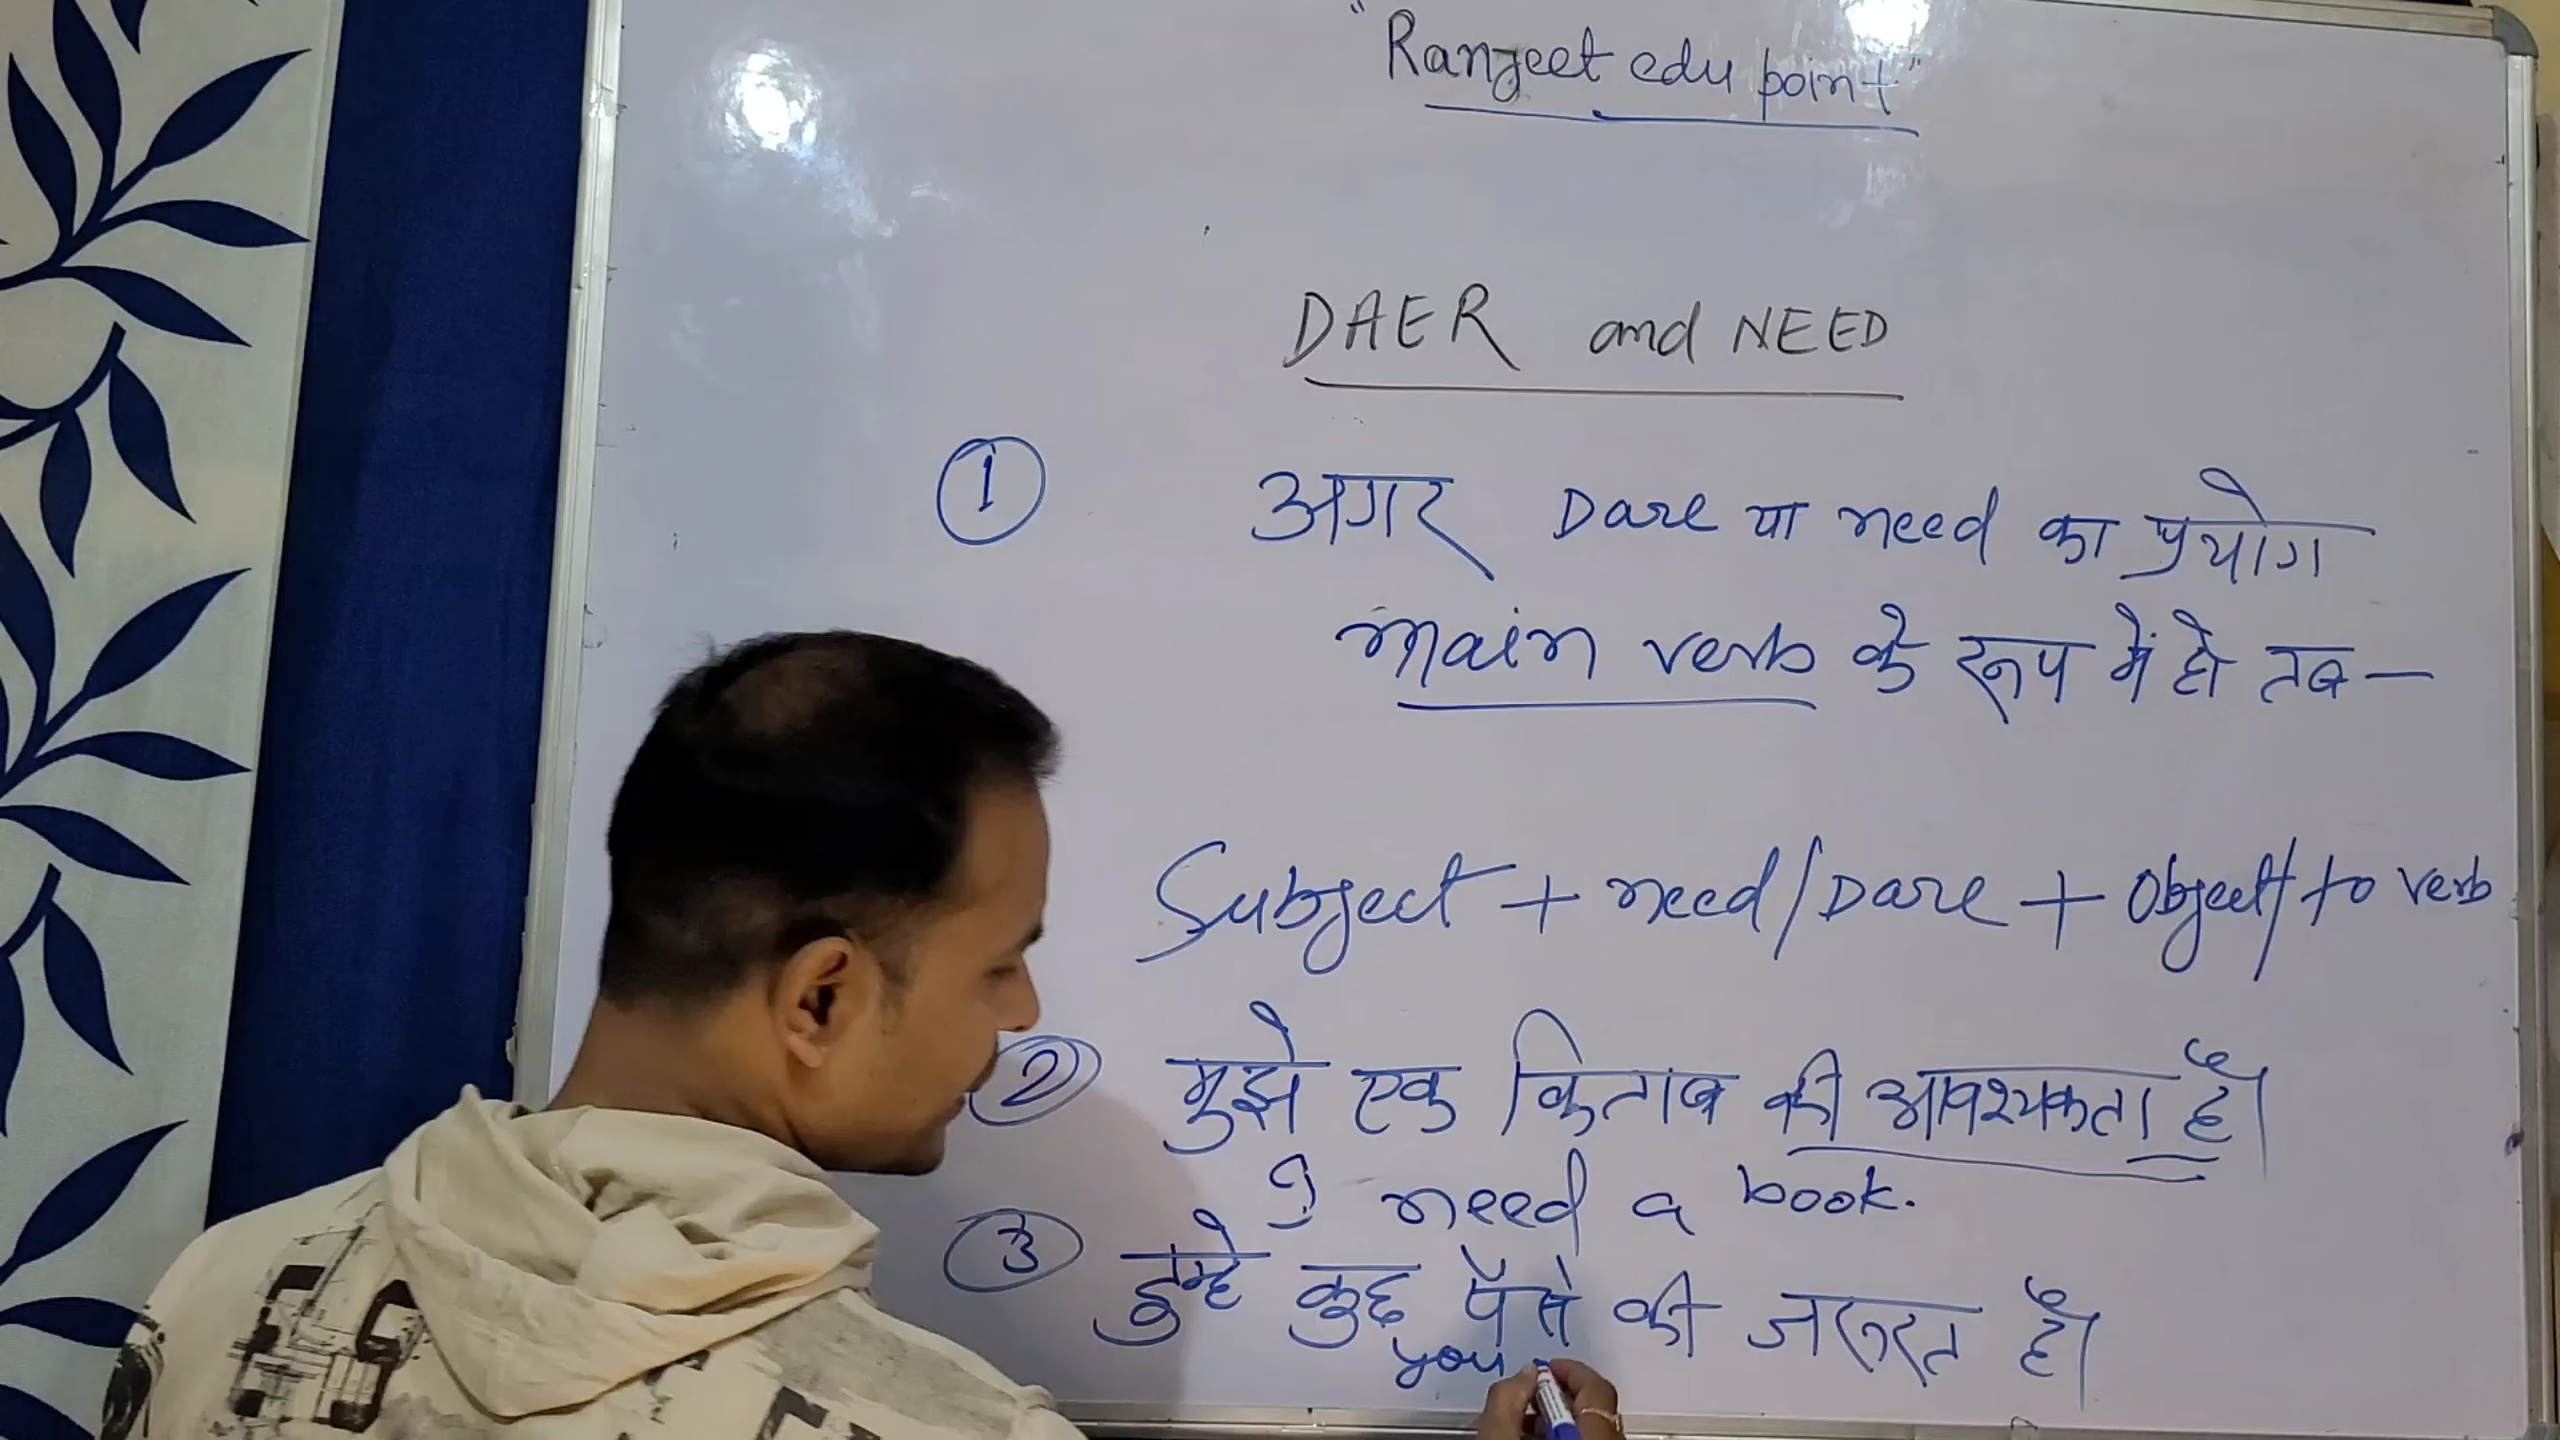 "Ranjeet edu point"
DAER and NEED
1 अगर Dare या need का प्रयोग
main verb के रूप में हो तब —
Subject + need/Dare + Object/to verb
2 मुझे एक किताब की आवश्यकता है।
I need a book.
3 तुम्हे कुछ पैसे की जरूरत है।
you